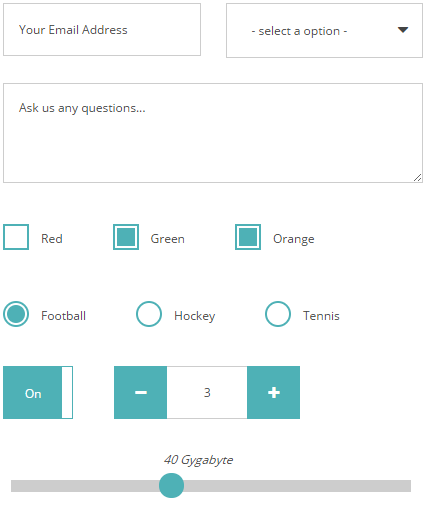 Your Email Address
- select a option -
Ask us any questions...
Red
Green
Orange
Football
Hockey
Tennis
On
3
40 Gygabyte